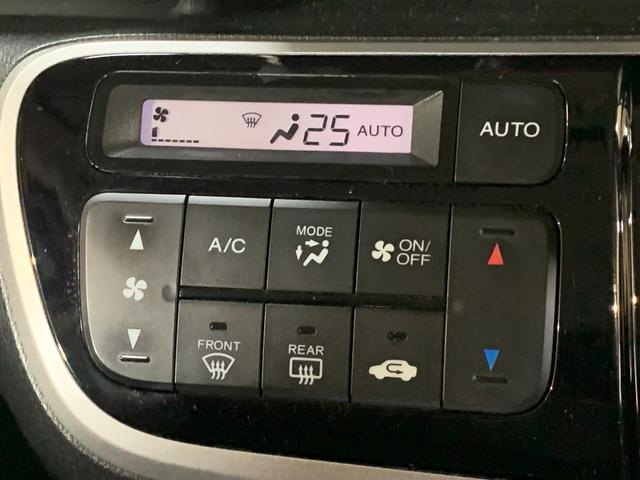 25 AUTO
AUTO
A/C
MODE
ON/
OFF
FRONT
REAR